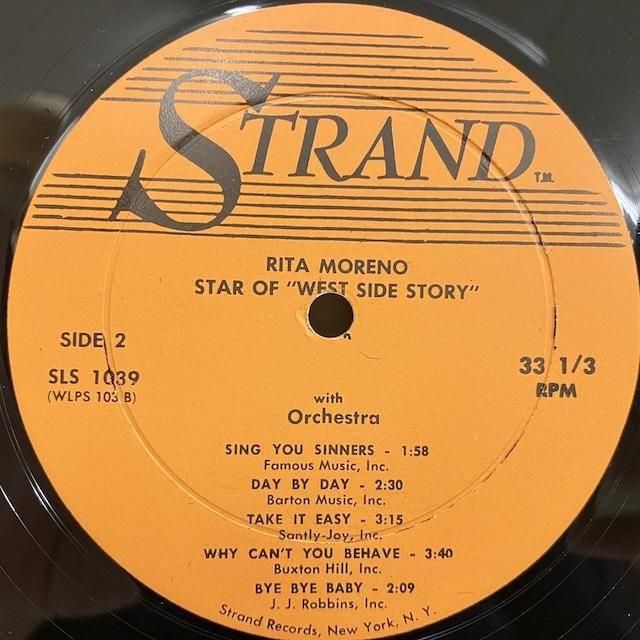 STRAND T.M.
RITA MORENO
STAR OF "WEST SIDE STORY"
SIDE 2
SLS 1039
(WLPS 103 B)
33 1/3
RPM
with
Orchestra
SING YOU SINNERS - 1:58
Famous Music, Inc.
DAY BY DAY - 2:30
Barton Music, Inc.
TAKE IT EASY - 3:15
Santly-Joy, Inc.
WHY CAN'T YOU BEHAVE - 3:40
Buxton Hill, Inc.
BYE BYE BABY - 2:09
J. J. Robbins, Inc.
Strand Records, New York, N. Y.